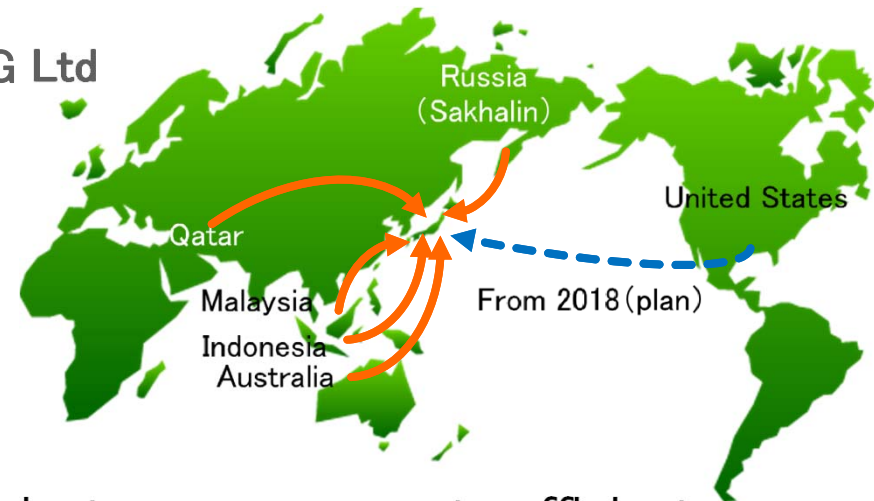 G Ltd
Russia
（Sakhalin）
United States
Qatar
Malaysia
From 2018（plan）
Indonesia
Australia